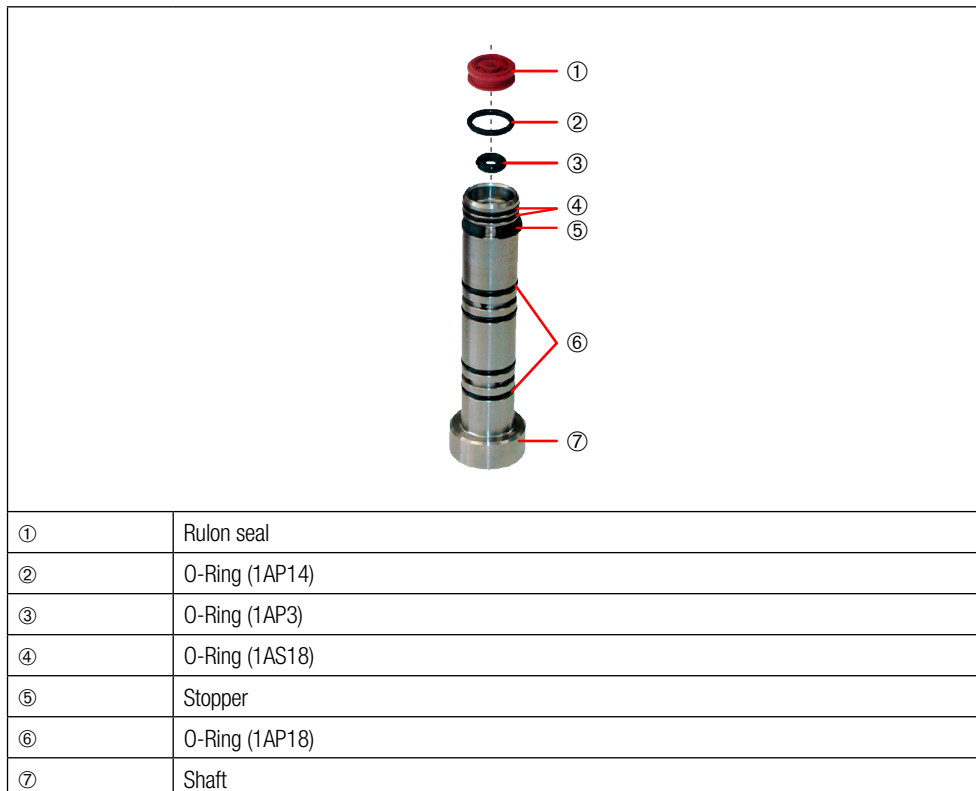 ①
②
③
④
⑤
⑥
⑦
① Rulon seal
② O-Ring (1AP14)
③ O-Ring (1AP3)
④ O-Ring (1AS18)
⑤ Stopper
⑥ O-Ring (1AP18)
⑦ Shaft